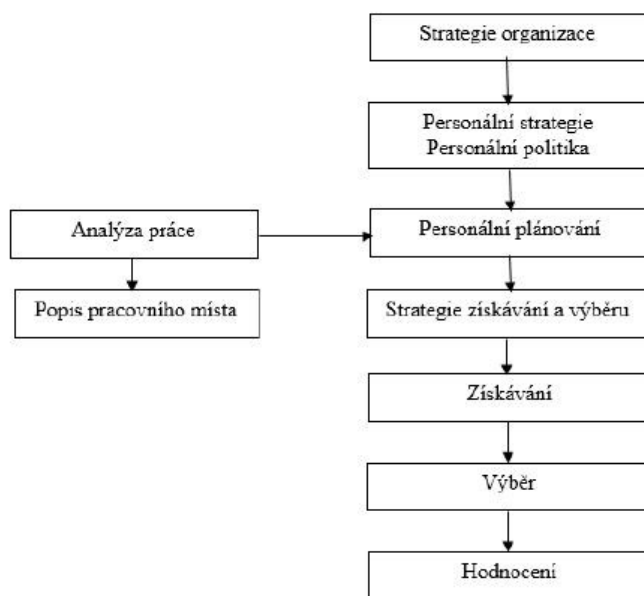 Strategie organizace
Personální strategie
Personální politika
Analýza práce
Personální plánování
Popis pracovního místa
Strategie získávání a výběru
Získávání
Výběr
Hodnocení